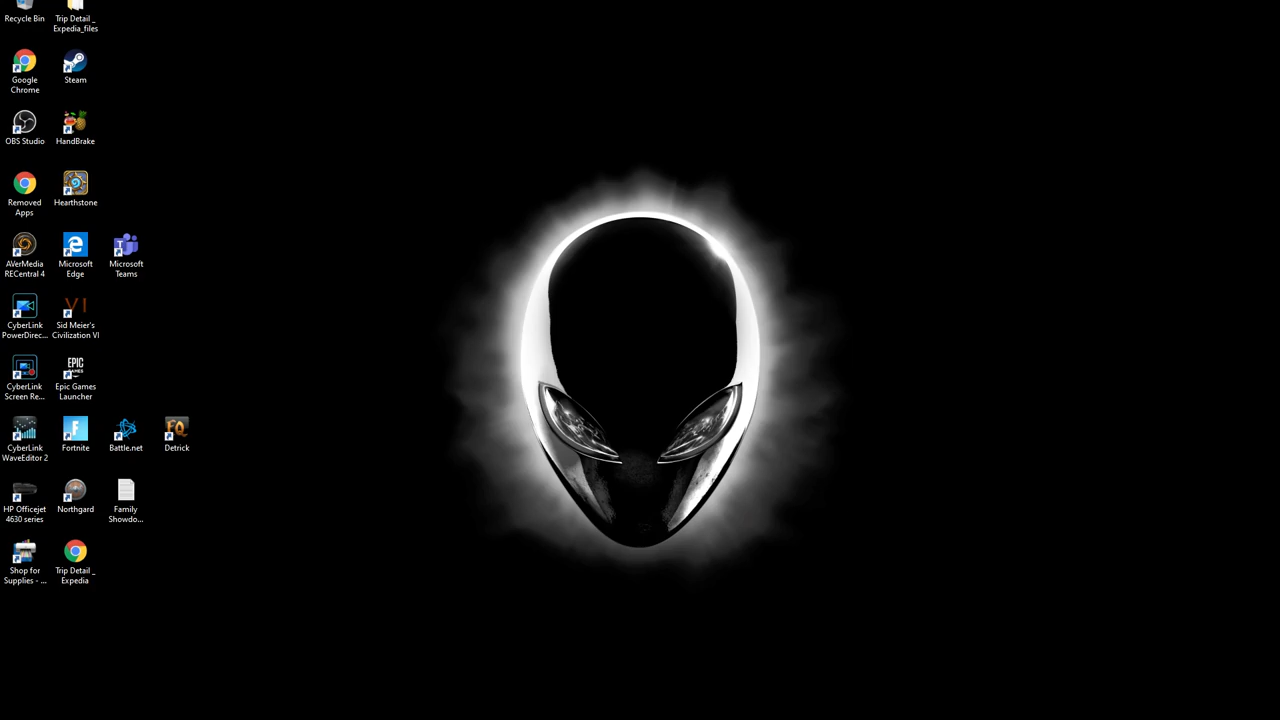 Recycle Bin
Trip Detail _
Expedia_files
Google
Chrome
Steam
OBS Studio
HandBrake
Removed
Apps
Hearthstone
AVerMedia
RECentral 4
Microsoft
Edge
Microsoft
Teams
CyberLink
PowerDirec...
VI
Sid Meier's
Civilization VI
CyberLink
Screen Re...
EPIC
GAMES
Epic Games
Launcher
CyberLink
WaveEditor 2
F
Fortnite
Battle.net
FQ
Detrick
HP Officejet
4630 series
Northgard
Family
Showdo...
Shop for
Supplies - ...
Trip Detail _
Expedia